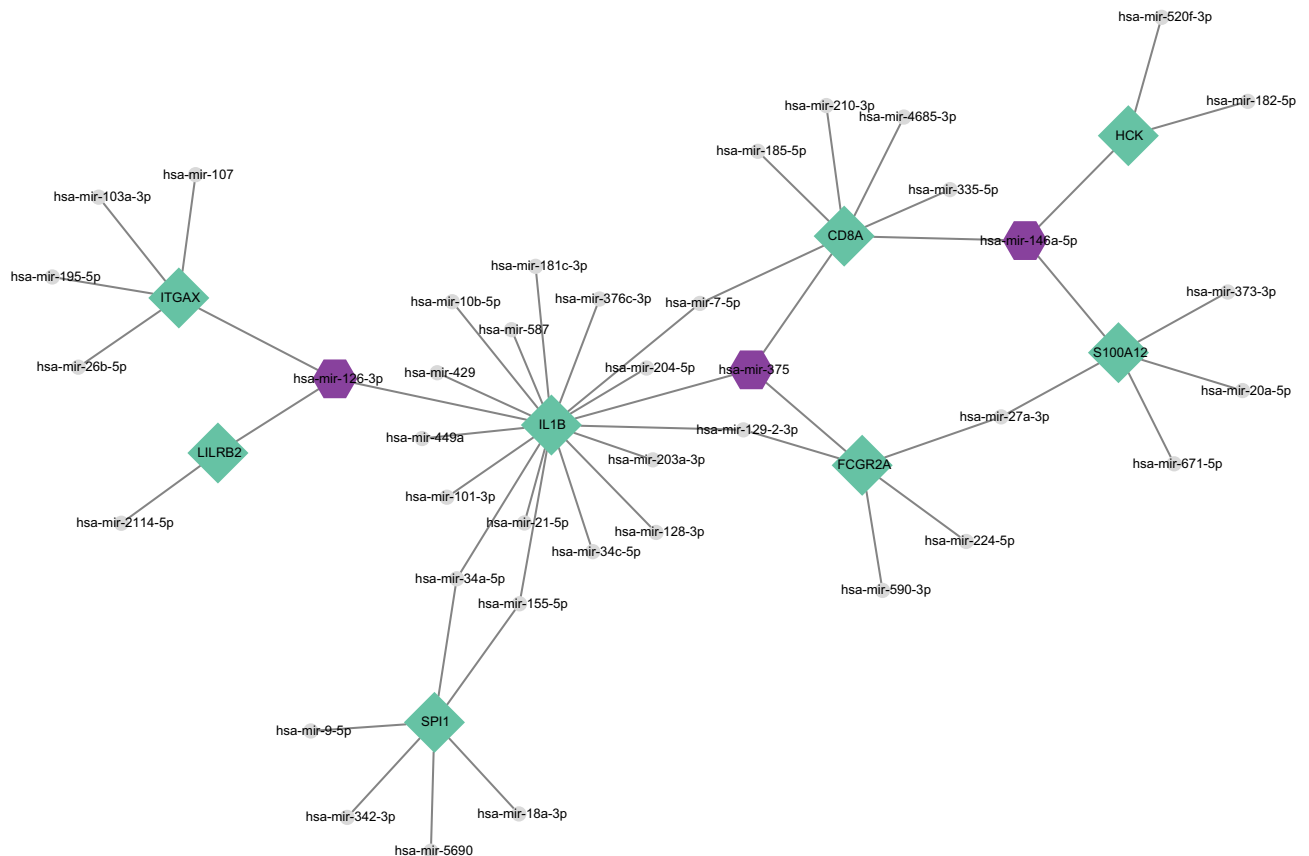 hsa-mir-520f-3p
hsa-mir-182-5p
hsa-mir-210-3p
hsa-mir-4685-3p
HCK
hsa-mir-185-5p
hsa-mir-107
hsa-mir-103a-3p
hsa-mir-335-5p
CD8A
hsa-mir-146a-5p
hsa-mir-181c-3p
hsa-mir-195-5p
ITGAX
hsa-mir-10b-5p
hsa-mir-376c-3p
hsa-mir-7-5p
hsa-mir-373-3p
hsa-mir-587
S100A12
hsa-mir-26b-5p
hsa-mir-126-3p
hsa-mir-429
hsa-mir-204-5p
hsa-mir-375
hsa-mir-20a-5p
hsa-mir-27a-3p
IL1B
hsa-mir-129-2-3p
hsa-mir-449a
LILRB2
hsa-mir-203a-3p
FCGR2A
hsa-mir-671-5p
hsa-mir-101-3p
hsa-mir-2114-5p
hsa-mir-21-5p
hsa-mir-128-3p
hsa-mir-224-5p
hsa-mir-34c-5p
hsa-mir-34a-5p
hsa-mir-590-3p
hsa-mir-155-5p
SPI1
hsa-mir-9-5p
hsa-mir-342-3p
hsa-mir-18a-3p
hsa-mir-5690